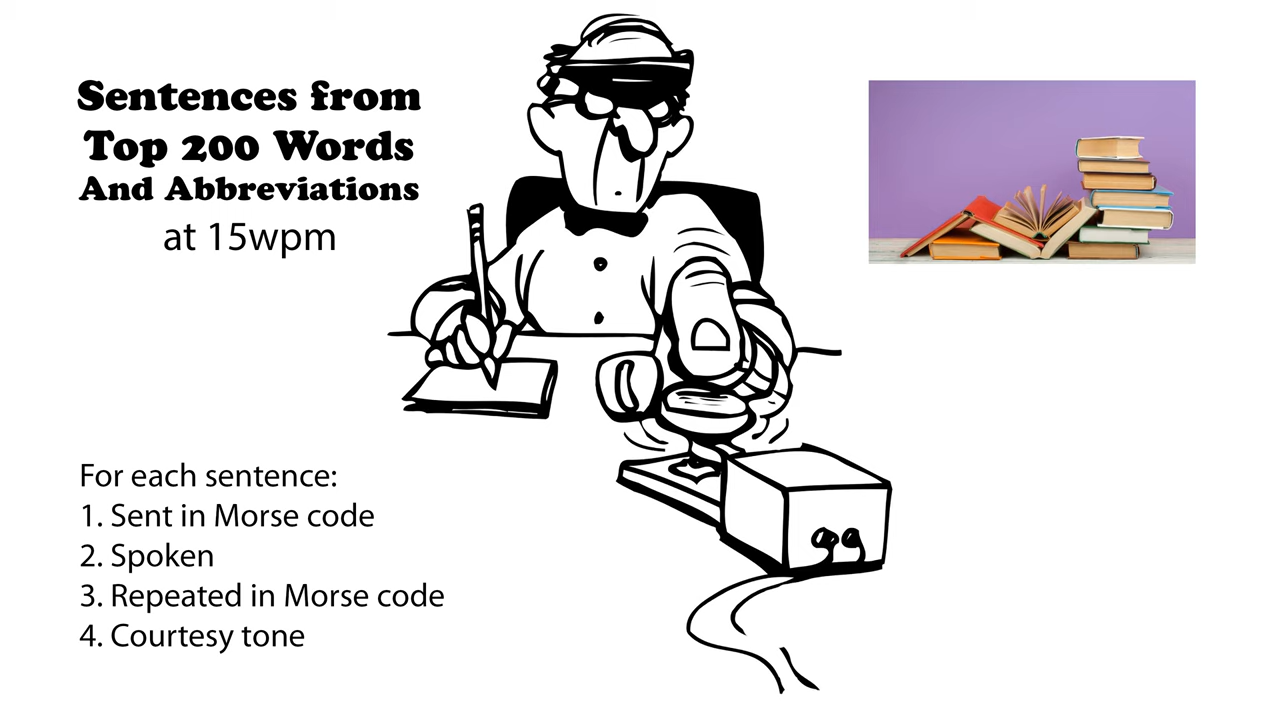 Sentences from
Top 200 Words
And Abbreviations
at 15wpm
For each sentence:
1. Sent in Morse code
2. Spoken
3. Repeated in Morse code
4. Courtesy tone